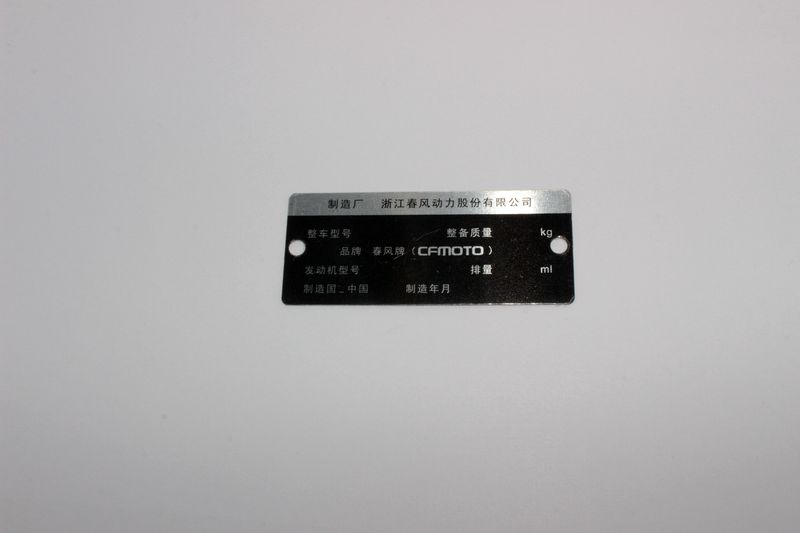 制造厂 浙江春风动力股份有限公司
整车型号 整备质量 kg
品牌 春风牌（CFMOTO）
发动机型号 排量 ml
制造国_中国 制造年月